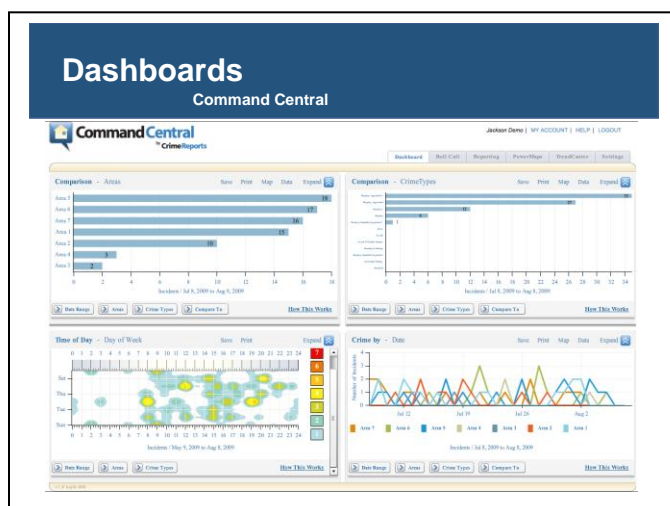 Dashboards
Command Central
Command Central
by CrimeReports
Jackson Demo | MY ACCOUNT | HELP | LOGOUT
Dashboard Roll Call Reporting PowerMaps TrendCaster Settings
Comparison - Areas Save Print Map Data Expand
Area 5 18
Area 6 17
Area 7 16
Area 1 15
Area 2 10
Area 4 3
Area 3 2
0 2 4 6 8 10 12 14 16 18
Incidents / Jul 8, 2009 to Aug 8, 2009
Date Range Areas Crime Types Compare To How This Works
Comparison - CrimeTypes Save Print Map Data Expand
27
12
6
1
0 2 4 6 8 10 12 14 16 18 20 22 24 26 28 30 32 34
Incidents / Jul 8, 2009 to Aug 8, 2009
Date Range Areas Crime Types Compare To How This Works
Time of Day - Day of Week Save Print Expand
0 1 2 3 4 5 6 7 8 9 10 11 12 13 14 15 16 17 18 19 20 21 22 23 24
7
6
5
4
3
2
1
Sat
Thu
Tue
Sun
0 1 2 3 4 5 6 7 8 9 10 11 12 13 14 15 16 17 18 19 20 21 22 23 24
Incidents / May 9, 2009 to Aug 8, 2009
Date Range Areas Crime Types How This Works
Crime by - Date Save Print Map Data Expand
Number of Incidents
4
3
2
1
0
Jul 12 Jul 19 Jul 26 Aug 2
Area 7 Area 6 Area 5 Area 4 Area 3 Area 2 Area 1
Incidents / Jul 8, 2009 to Aug 8, 2009
Date Range Areas Crime Types Compare To How This Works